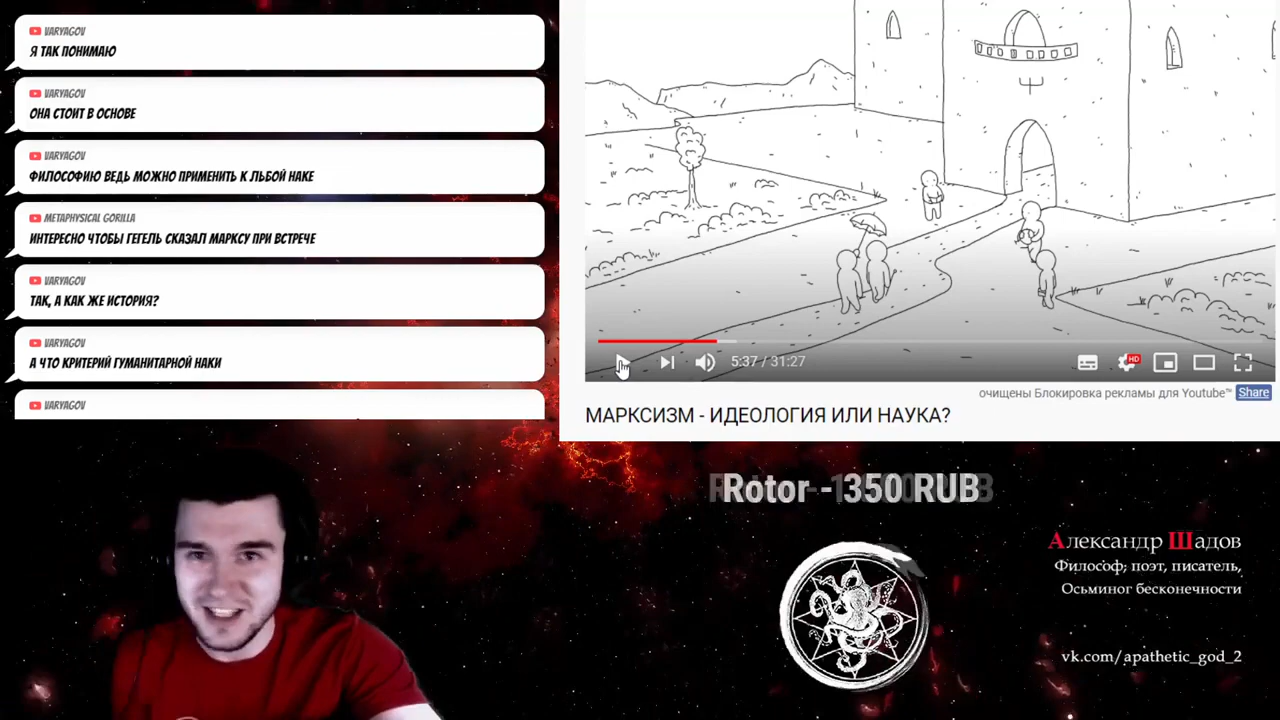 VARYAGOV
Я ТАК ПОНИМАЮ
VARYAGOV
ОНА СТОИТ В ОСНОВЕ
VARYAGOV
ФИЛОСОФИЮ ВЕДЬ МОЖНО ПРИМЕНИТЬ К ЛЬБОЙ НАКЕ
METAPHYSICAL GORILLA
ИНТЕРЕСНО ЧТОБЫ ГЕГЕЛЬ СКАЗАЛ МАРКСУ ПРИ ВСТРЕЧЕ
VARYAGOV
ТАК, А КАК ЖЕ ИСТОРИЯ?
VARYAGOV
А ЧТО КРИТЕРИЙ ГУМАНИТАРНОЙ НАКИ
VARYAGOV
5:37 / 31:27
HD
очищены Блокировка рекламы для Youtube™ Share
МАРКСИЗМ - ИДЕОЛОГИЯ ИЛИ НАУКА?
Rotor - 1350 RUB
Александр Шадов
Философ; поэт, писатель,
Осьминог бесконечности
vk.com/apathetic_god_2